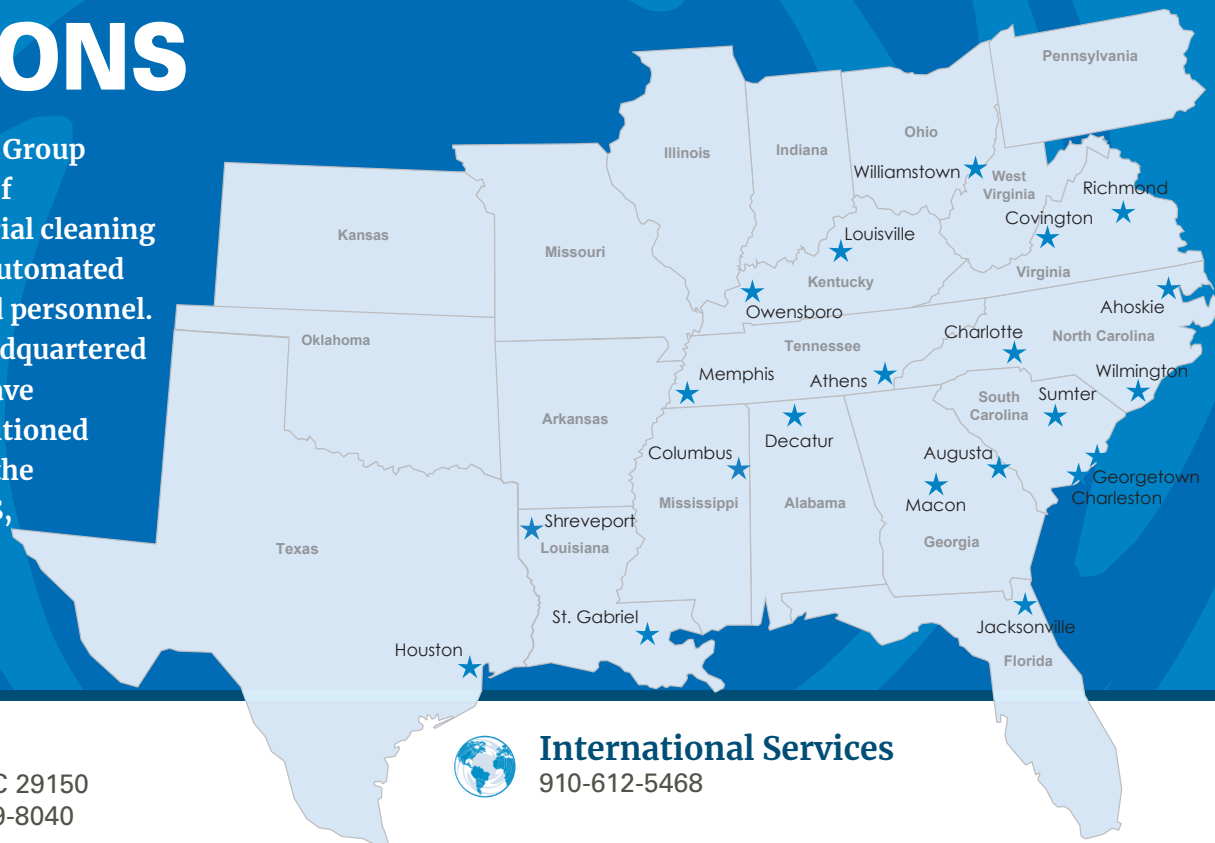 ONS
Group
f
ial cleaning
utomated
l personnel.
dquartered
ve
tioned
the
s,
Pennsylvania
Ohio
Illinois
Indiana
Williamstown
West
Virginia
Richmond
Covington
Louisville
Kansas
Missouri
Kentucky
Virginia
Owensboro
Ahoskie
Oklahoma
Charlotte
North Carolina
Tennessee
Memphis
Athens
Wilmington
South
Carolina
Sumter
Arkansas
Decatur
Columbus
Augusta
Georgetown
Charleston
Mississippi
Alabama
Macon
Shreveport
Louisiana
Texas
Georgia
St. Gabriel
Jacksonville
Houston
Florida
C 29150
9-8040
International Services
910-612-5468